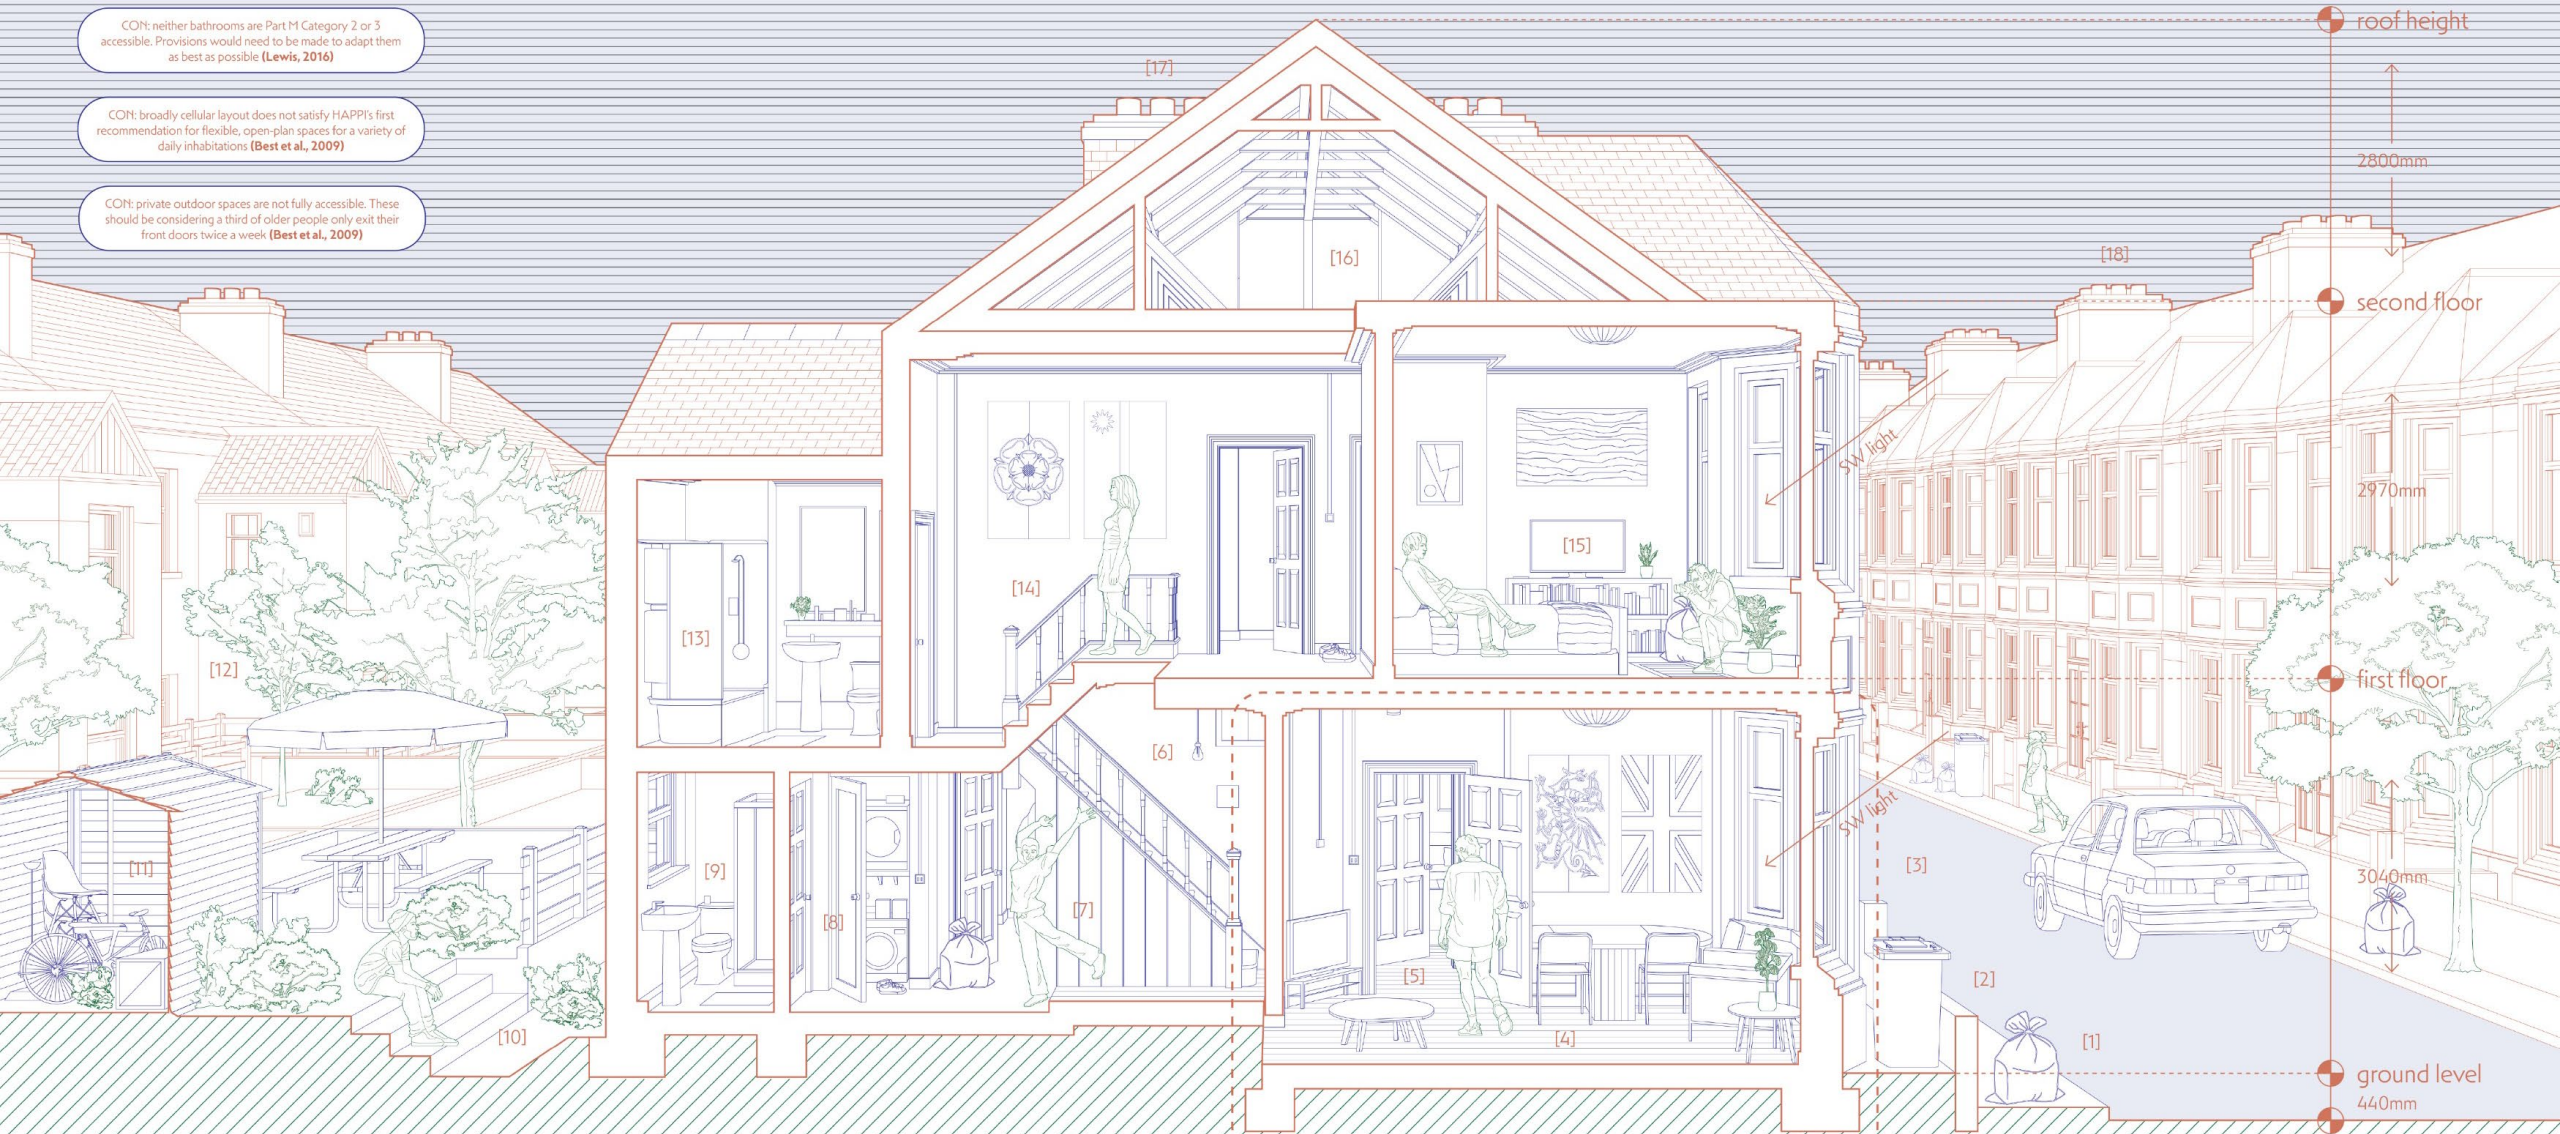 CON: neither bathrooms are Part M Category 2 or 3
accessible. Provisions would need to be made to adapt them
as best as possible (Lewis, 2016)
CON: broadly cellular layout does not satisfy HAPPI's first
recommendation for flexible, open-plan spaces for a variety of
daily inhabitations (Best et al., 2009)
CON: private outdoor spaces are not fully accessible. These
should be considering a third of older people only exit their
front doors twice a week (Best et al., 2009)
roof height
[17]
2800mm
[18]
[16]
second floor
SW light
2970mm
[15]
[14]
[13]
[12]
first floor
[6]
SW light
[11]
[9]
[8]
[7]
[3]
3040mm
[5]
[2]
[10]
[4]
[1]
ground level
440mm